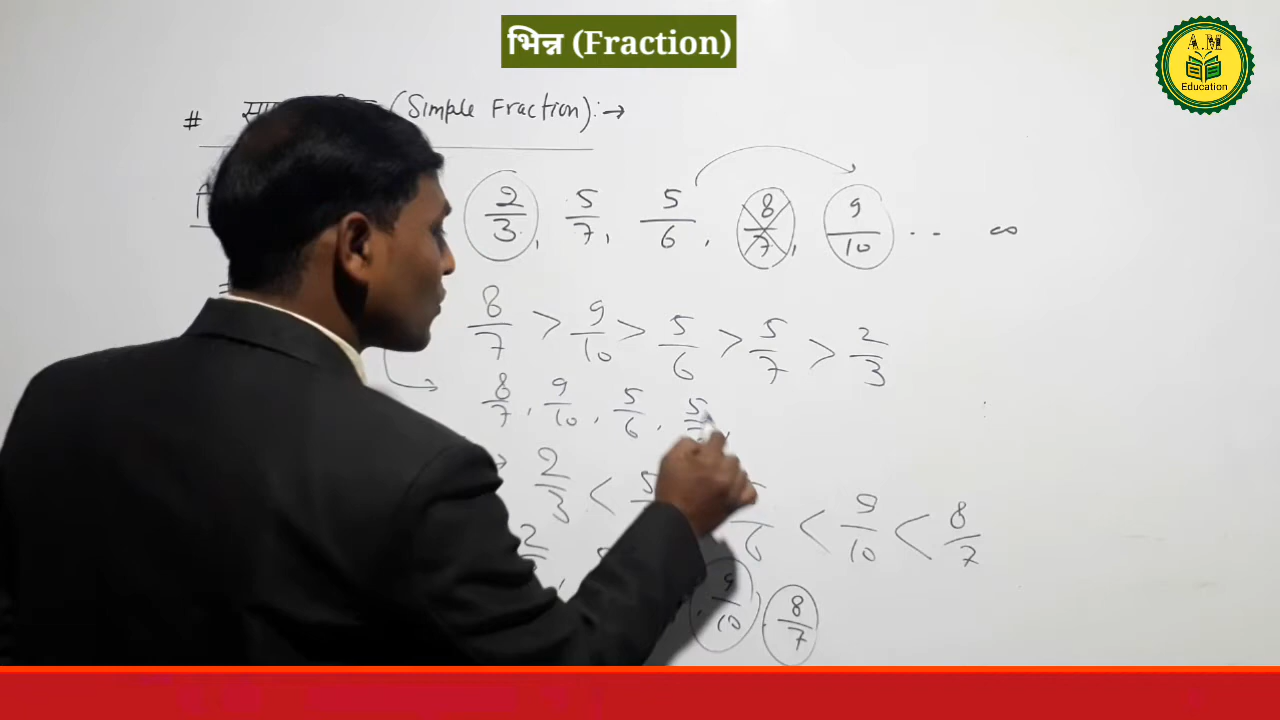 भिन्न (Fraction)
A.M
Education
# (Simple Fraction):→
2/3, 5/7, 5/6, 8/7, 9/10 .. ∞
8/7 > 9/10 > 5/6 > 5/7 > 2/3
8/7, 9/10, 5/6, 5
2/3 < 5 6 < 9/10 < 8/7
2 , 9/10, 8/7